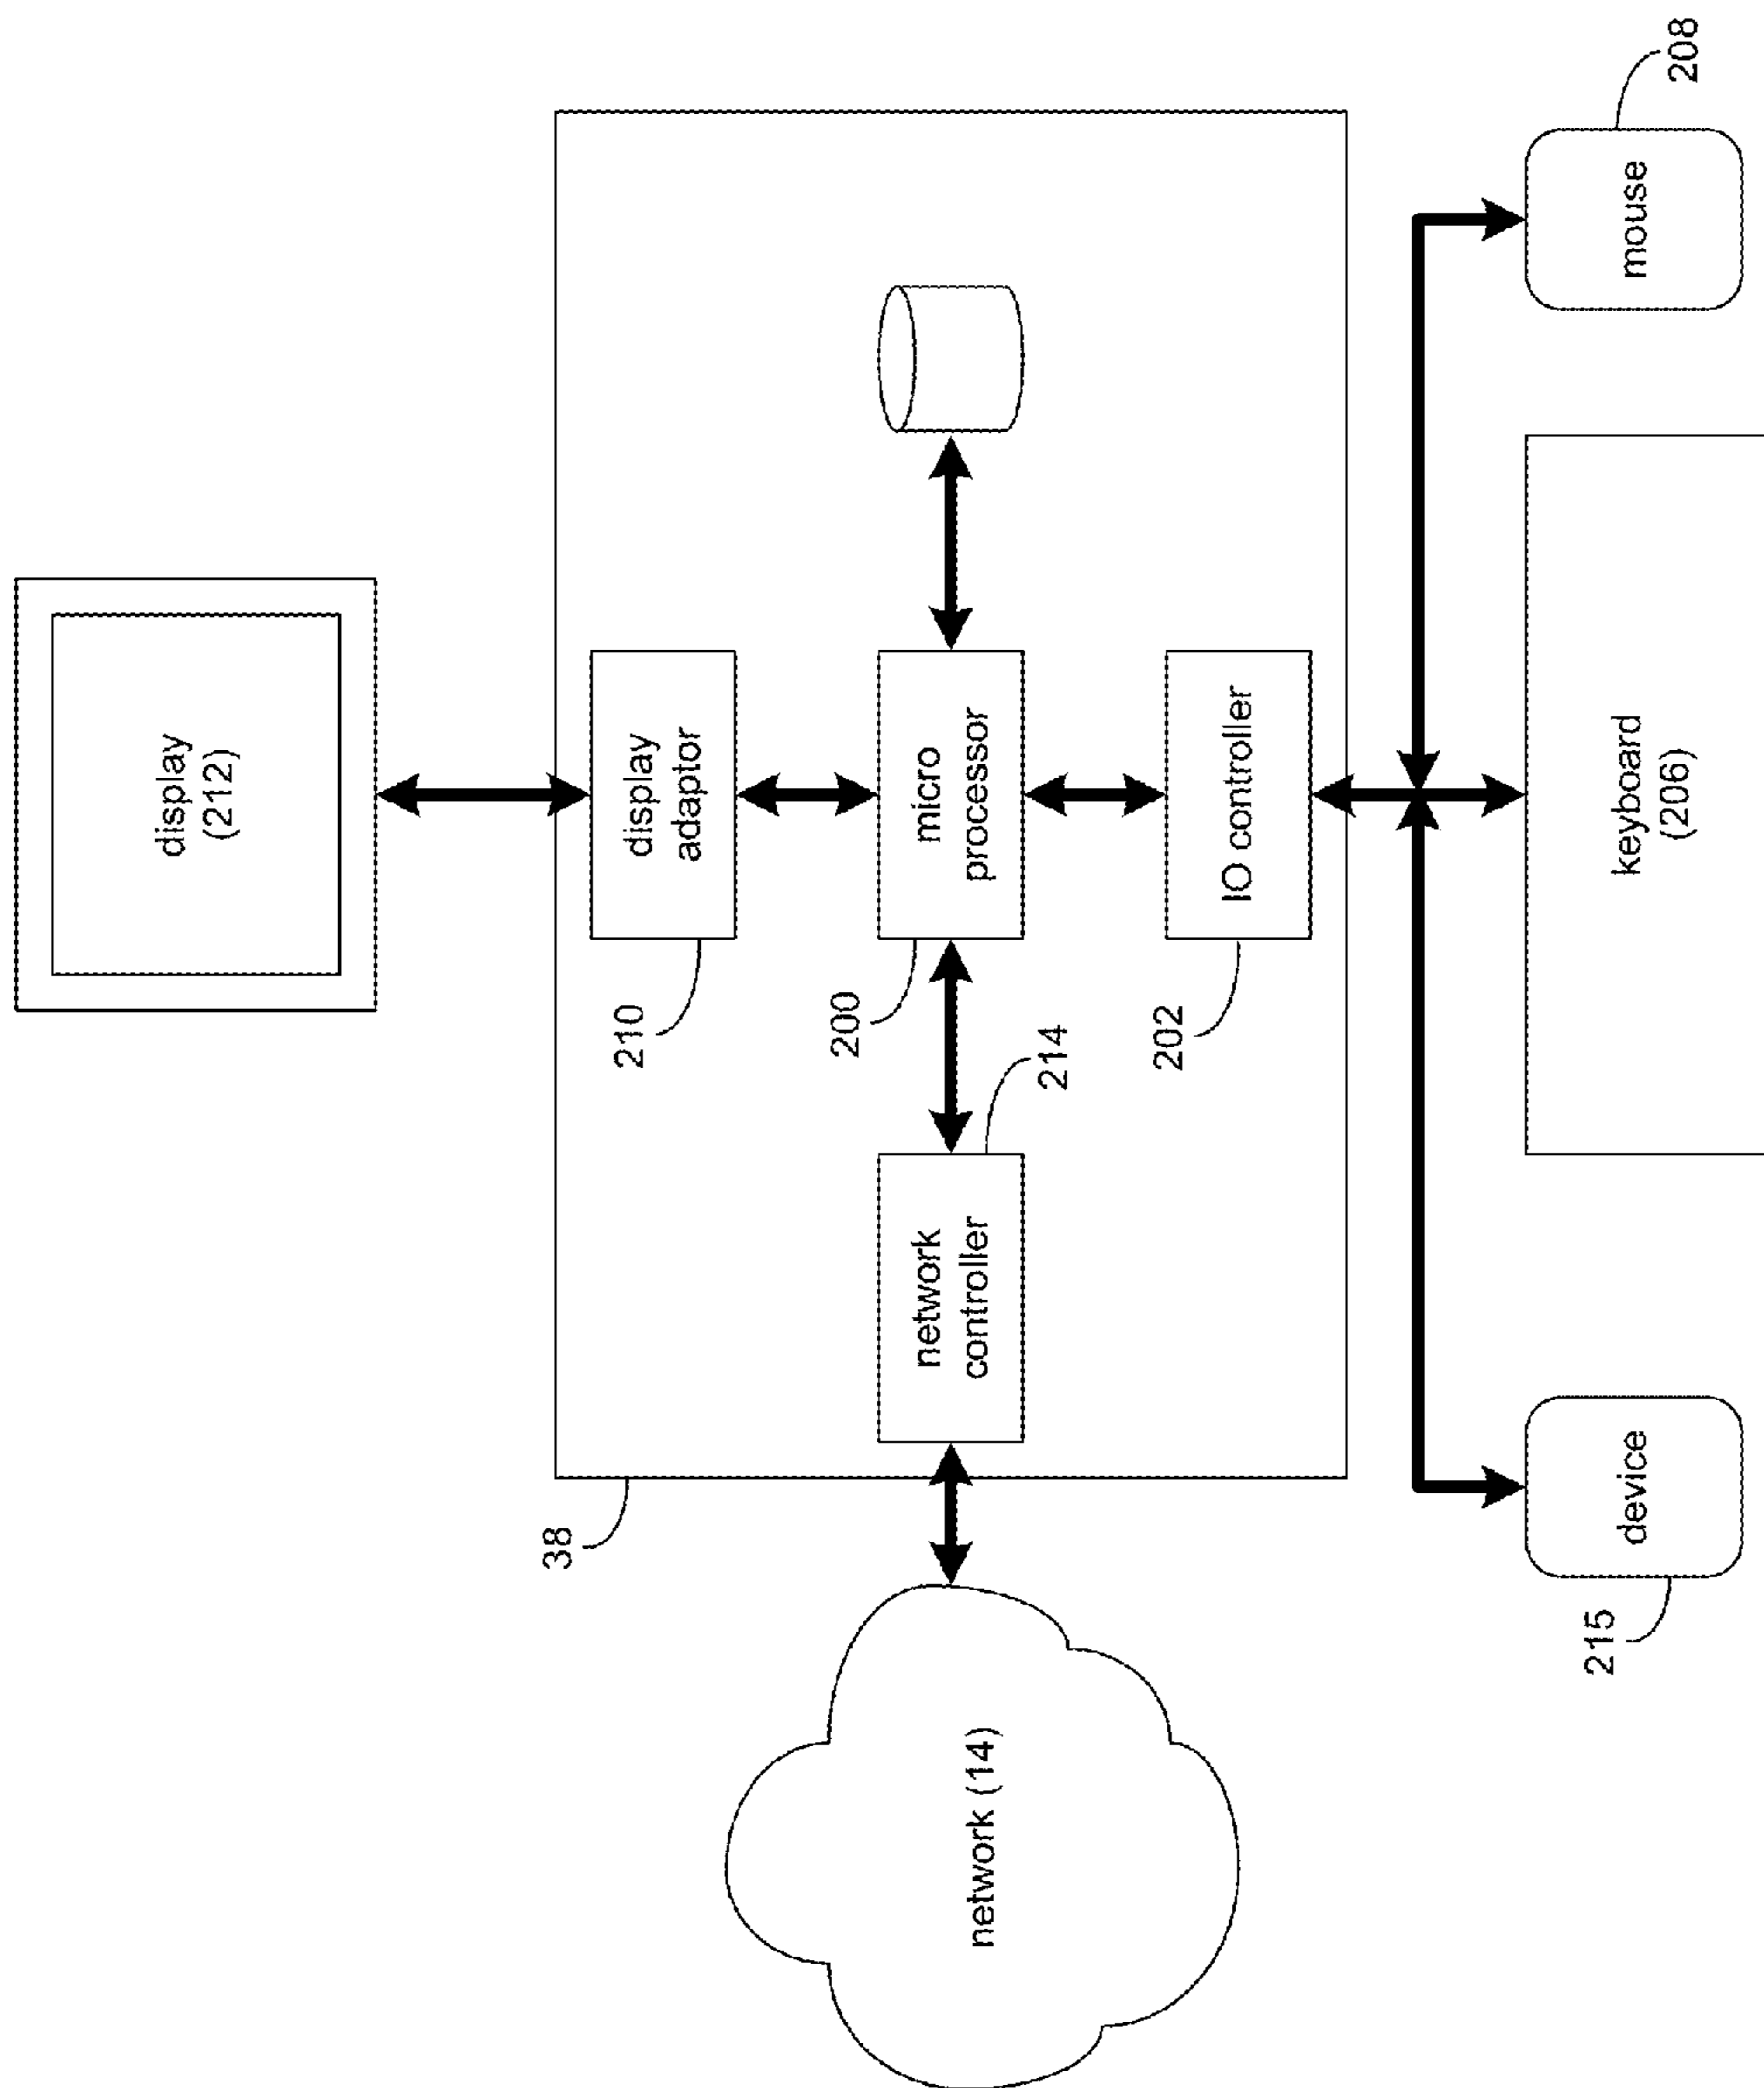 display
(212)
display
adaptor
210
micro
processor
200
network
controller
214
IO controller
202
38
network (14)
device
215
keyboard
(206)
mouse
208